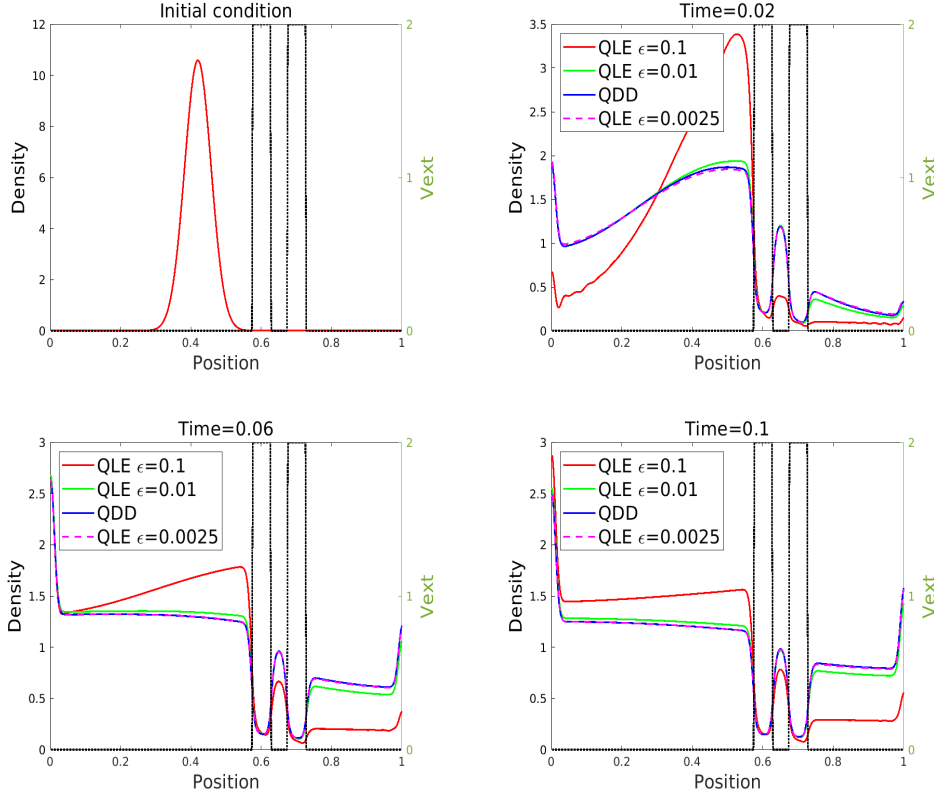 Initial condition
12
10
8
6
4
2
0
Density
2
1
0
Vext
0
0.2
0.4
0.6
0.8
1
Position
Time=0.02
3.5
3
2.5
2
1.5
1
0.5
0
Density
QLE ϵ=0.1
QLE ϵ=0.01
QDD
QLE ϵ=0.0025
2
1
0
Vext
0
0.2
0.4
0.6
0.8
1
Position
Time=0.06
3
2.5
2
1.5
1
0.5
0
Density
QLE ϵ=0.1
QLE ϵ=0.01
QDD
QLE ϵ=0.0025
2
1
0
Vext
0
0.2
0.4
0.6
0.8
1
Position
Time=0.1
3
2.5
2
1.5
1
0.5
0
Density
QLE ϵ=0.1
QLE ϵ=0.01
QDD
QLE ϵ=0.0025
2
1
0
Vext
0
0.2
0.4
0.6
0.8
1
Position